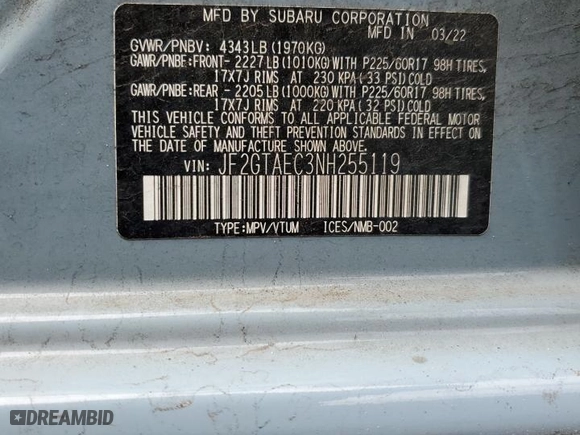 MFD BY SUBARU CORPORATION
MFD IN 03/22
GVWR/PNBV: 4343LB (1970KG)
GAWR/PNBE:FRONT- 2227LB (1010KG) WITH P225/60R17 98H TIRES,
17X7J RIMS AT 230 KPA (33 PSI) COLD
GAWR/PNBE:REAR - 2205LB (1000KG) WITH P225/60R17 98H TIRES,
17X7J RIMS AT 220 KPA (32 PSI) COLD
THIS VEHICLE CONFORMS TO ALL APPLICABLE FEDERAL MOTOR
VEHICLE SAFETY AND THEFT PREVENTION STANDARDS IN EFFECT ON
THE DATE OF MANUFACTURE SHOWN ABOVE
VIN: JF2GTAEC3NH255119
TYPE:MPV/VTUM ICES/NMB-002
DREAMBID